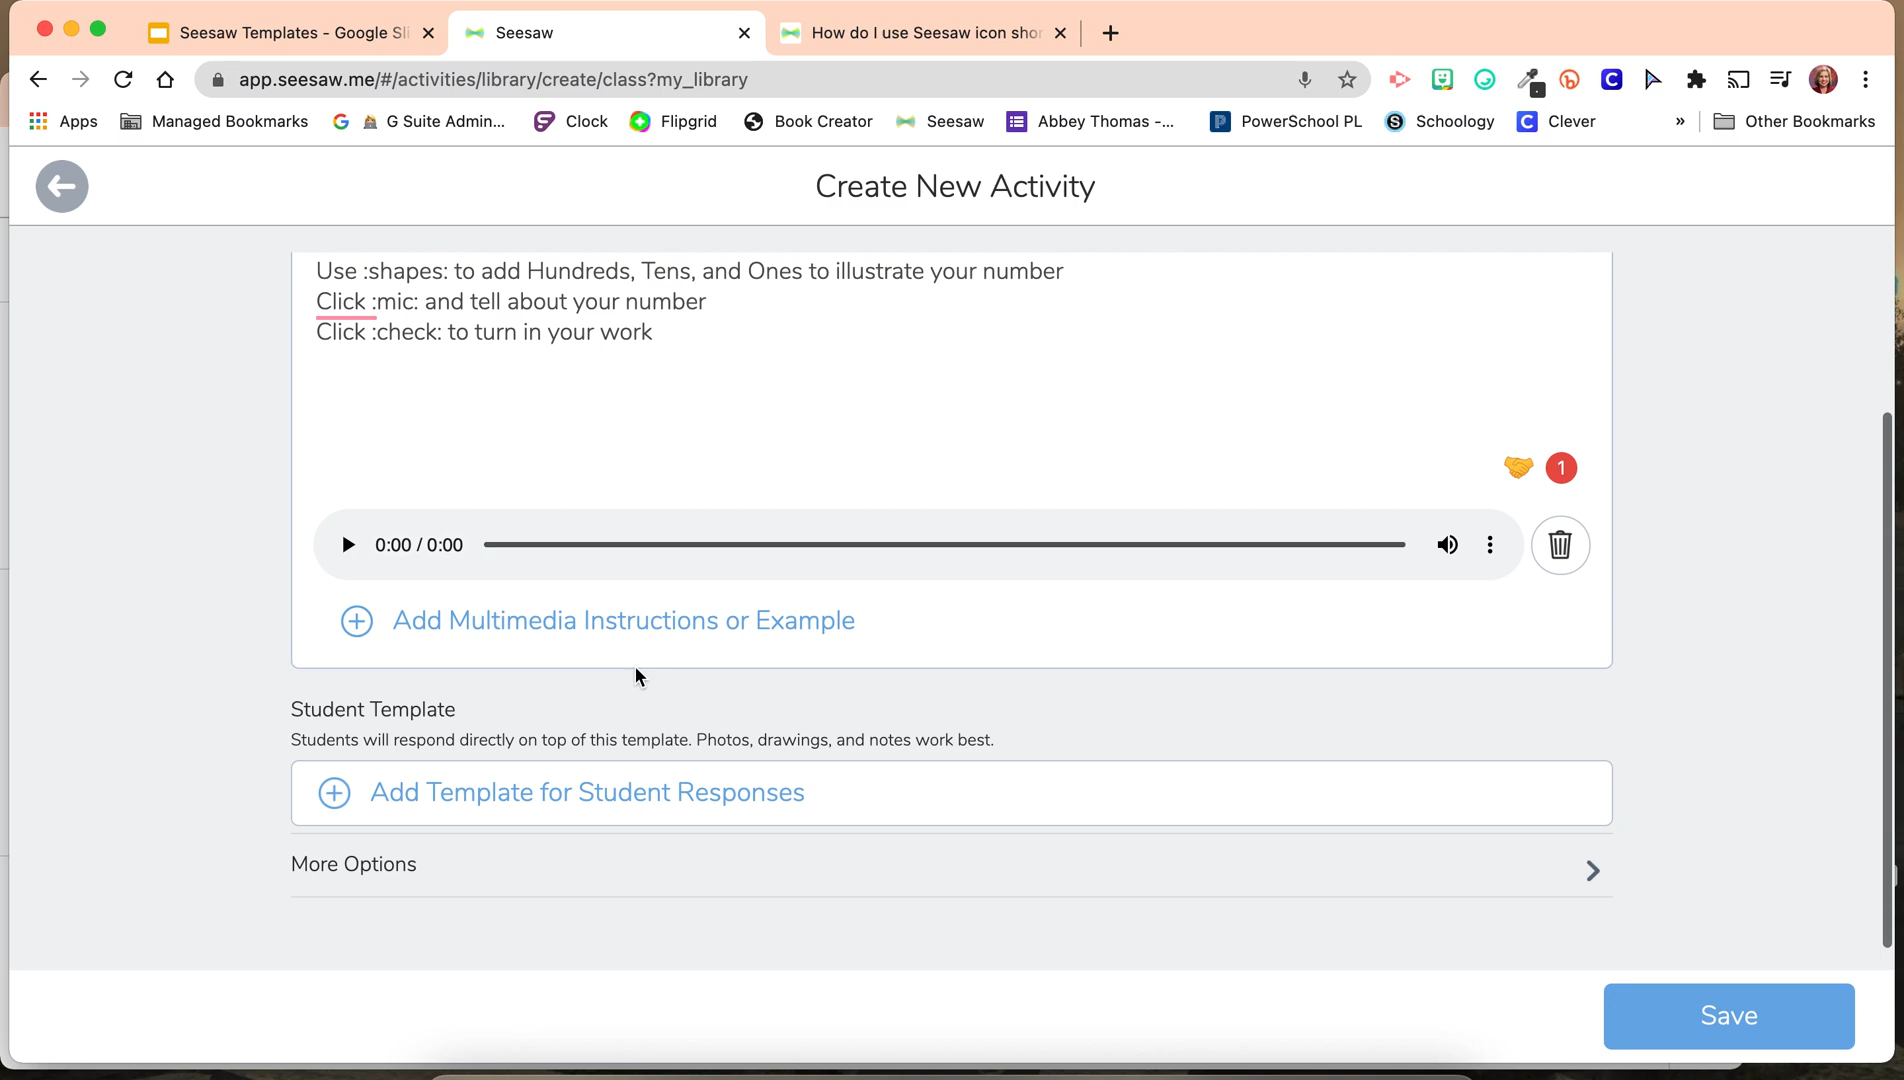 Seesaw Templates - Google Sli
Seesaw
How do I use Seesaw icon shor
app.seesaw.me/#/activities/library/create/class?my_library
Apps
Managed Bookmarks
G Suite Admin...
Clock
Flipgrid
Book Creator
Seesaw
Abbey Thomas -...
PowerSchool PL
Schoology
Clever
»
Other Bookmarks
Create New Activity
Use :shapes: to add Hundreds, Tens, and Ones to illustrate your number
Click :mic: and tell about your number
Click :check: to turn in your work
1
0:00 / 0:00
Add Multimedia Instructions or Example
Student Template
Students will respond directly on top of this template. Photos, drawings, and notes work best.
Add Template for Student Responses
More Options
Save